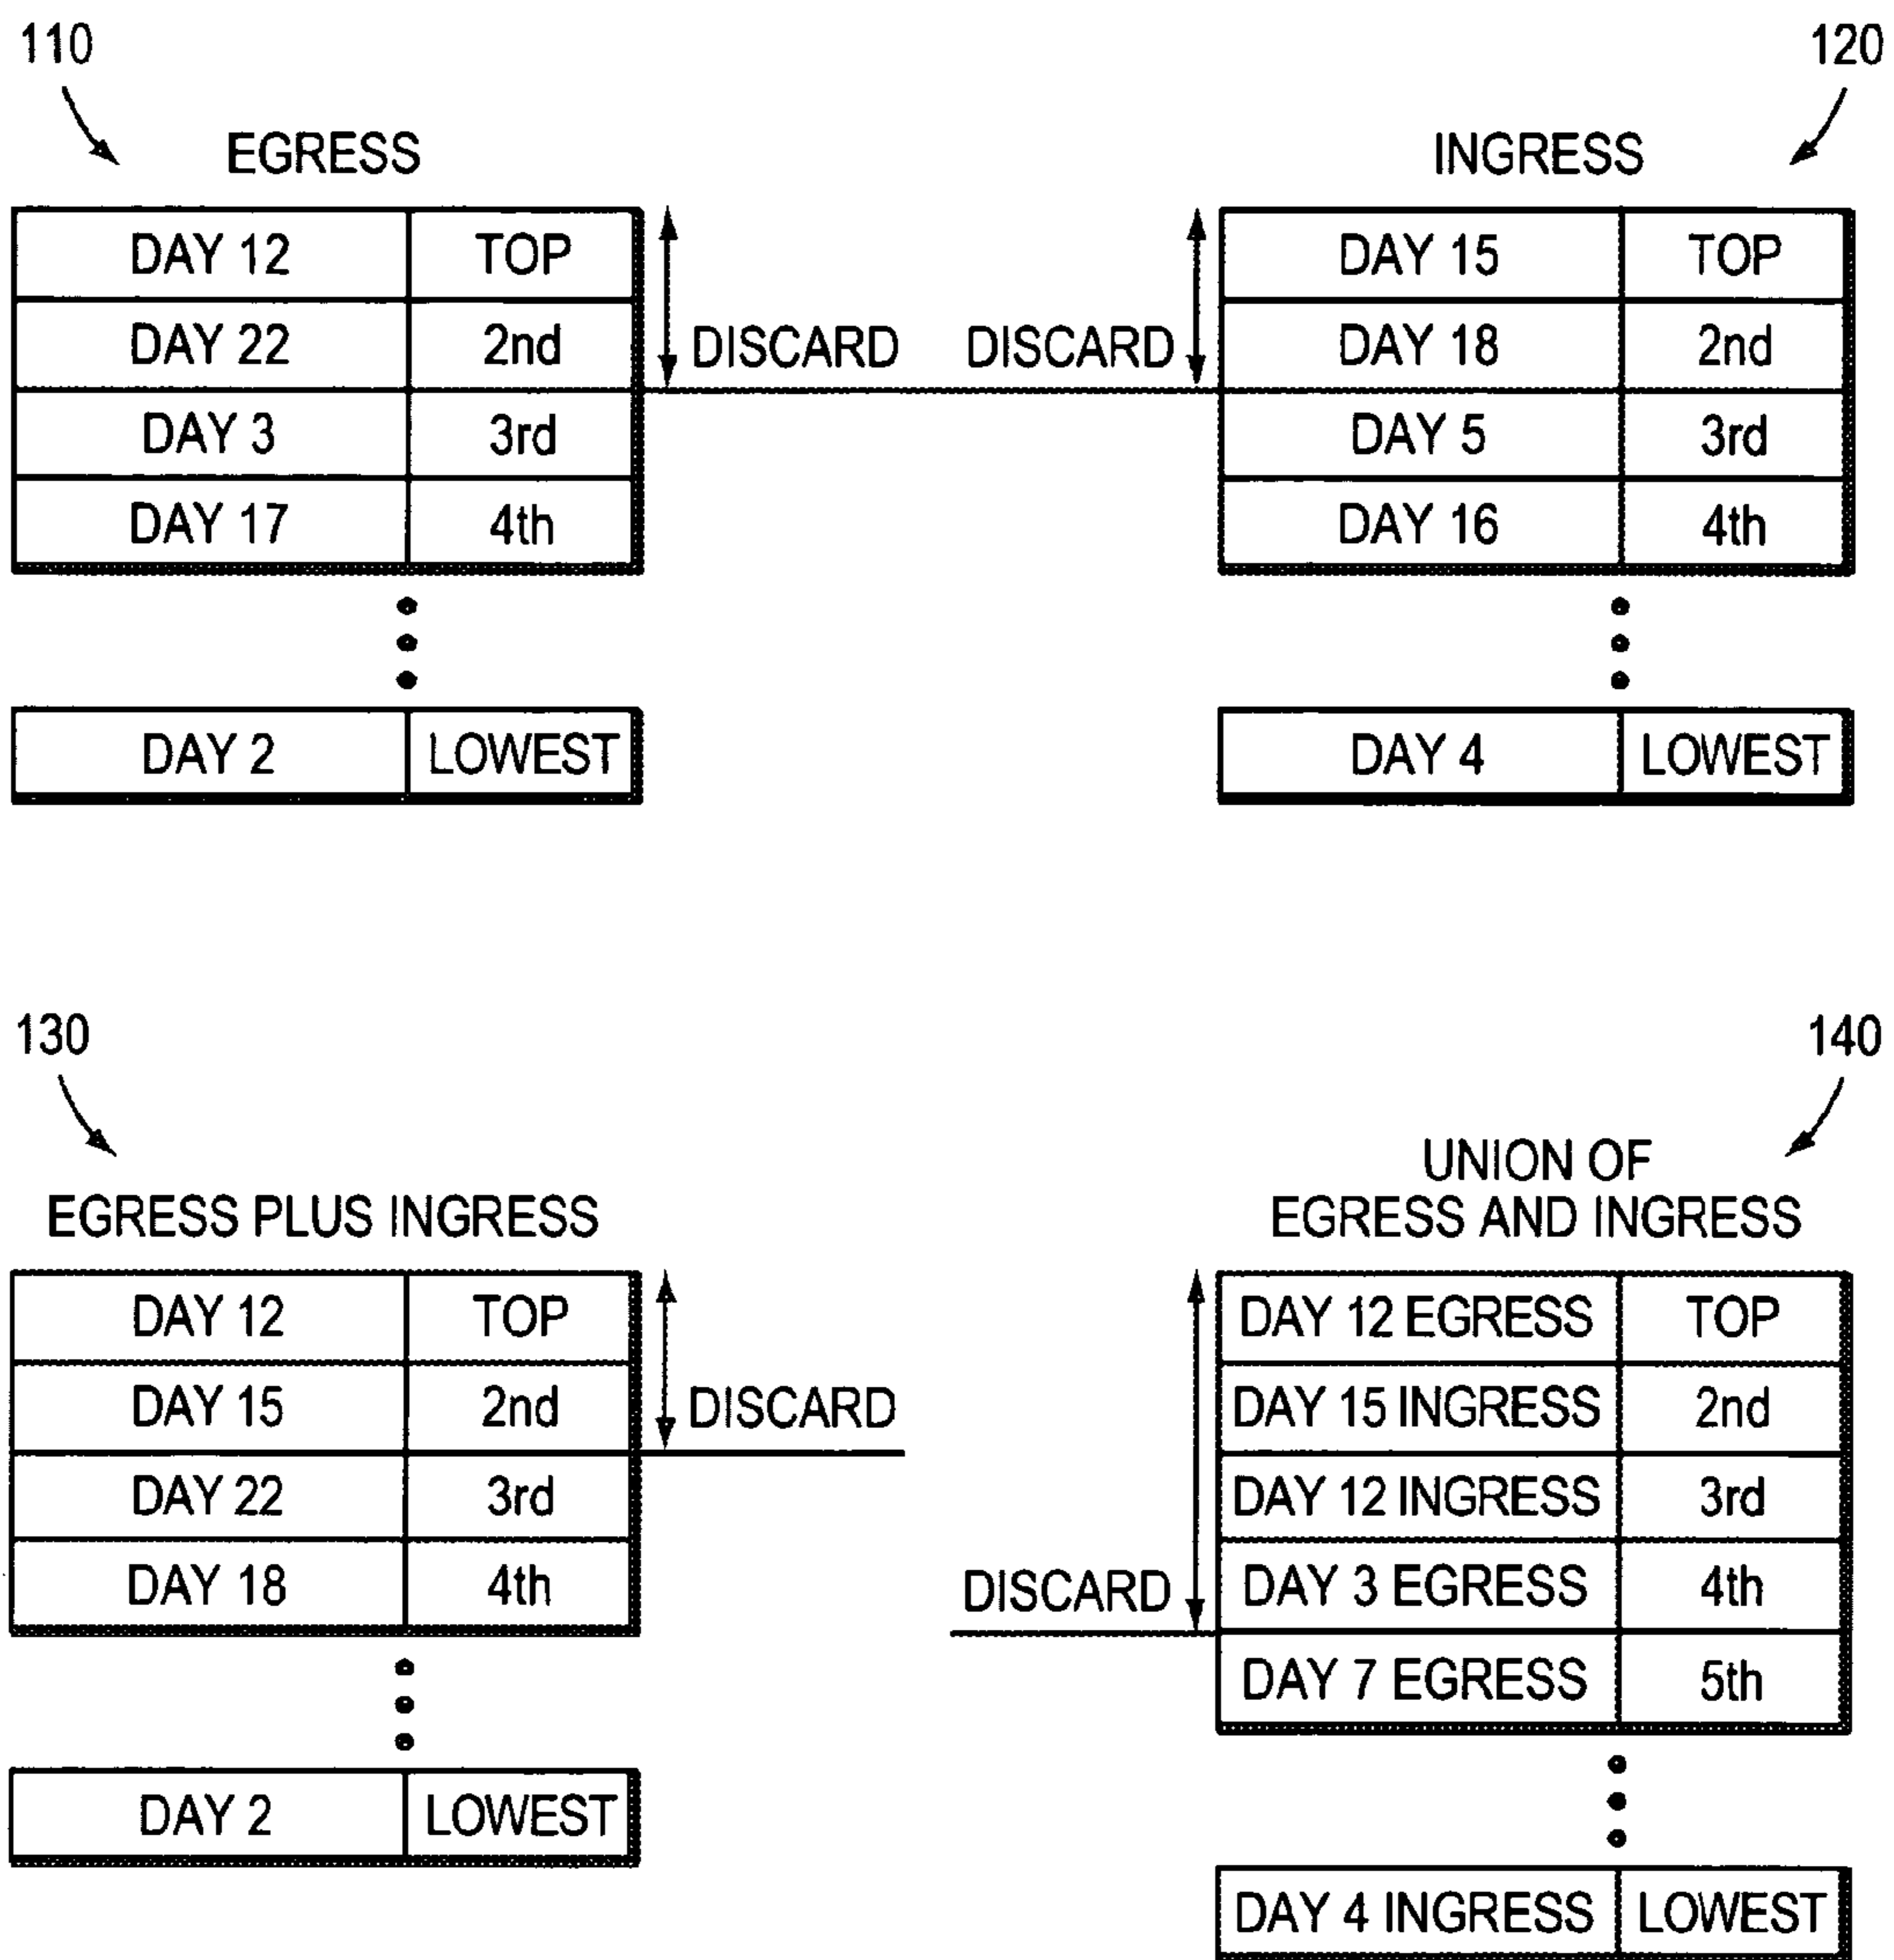 110
120
EGRESS
INGRESS
DAY 12 TOP
DAY 22 2nd
DAY 3 3rd
DAY 17 4th
DAY 2 LOWEST
DISCARD
DISCARD
DAY 15 TOP
DAY 18 2nd
DAY 5 3rd
DAY 16 4th
DAY 4 LOWEST
130
140
EGRESS PLUS INGRESS
DAY 12 TOP
DAY 15 2nd
DAY 22 3rd
DAY 18 4th
DAY 2 LOWEST
DISCARD
UNION OF
EGRESS AND INGRESS
DISCARD
DAY 12 EGRESS TOP
DAY 15 INGRESS 2nd
DAY 12 INGRESS 3rd
DAY 3 EGRESS 4th
DAY 7 EGRESS 5th
DAY 4 INGRESS LOWEST